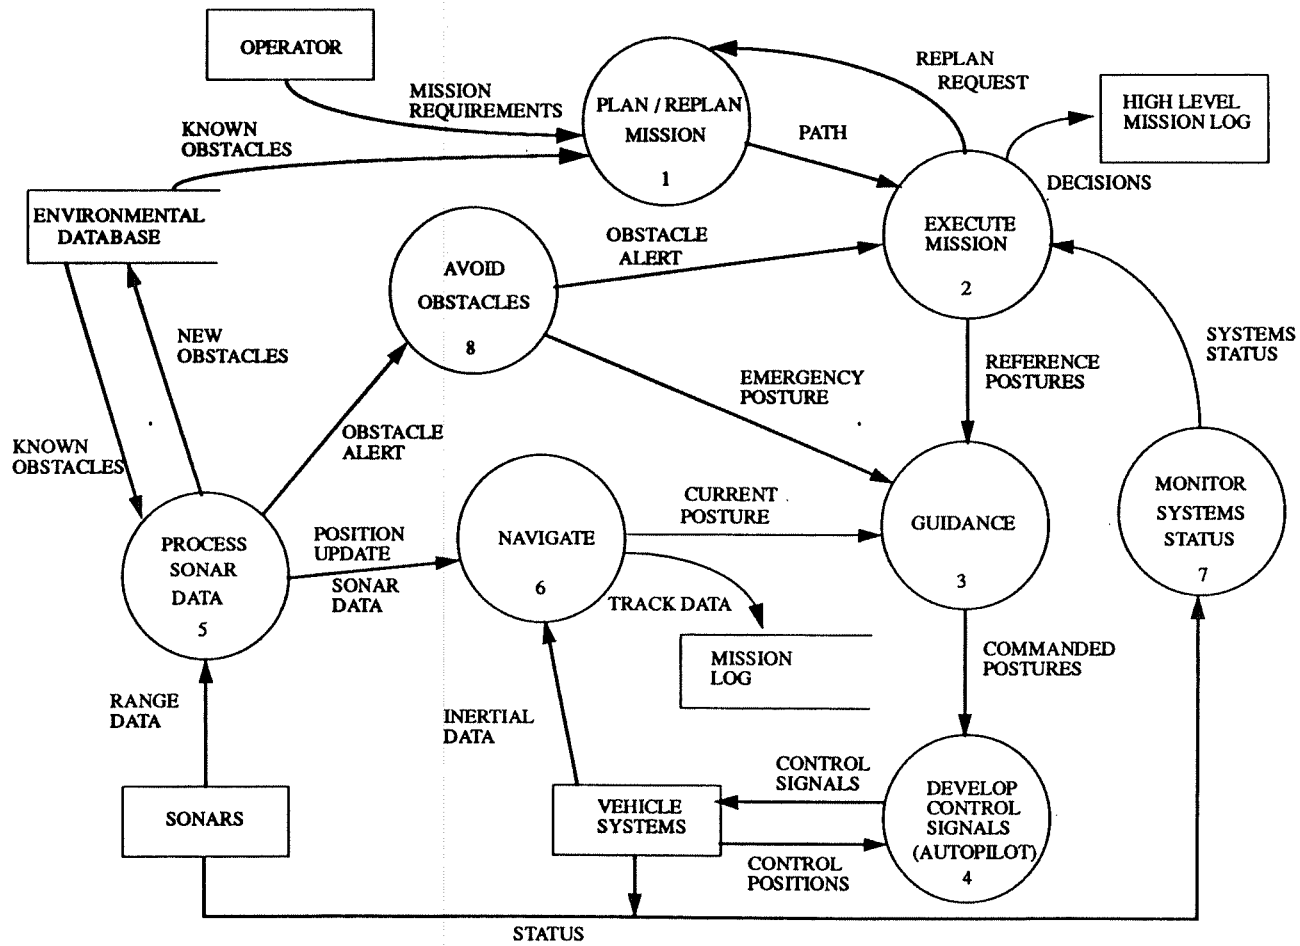 OPERATOR
MISSION
REQUIREMENTS
PLAN / REPLAN
MISSION
1
REPLAN
REQUEST
HIGH LEVEL
MISSION LOG
PATH
KNOWN
OBSTACLES
DECISIONS
ENVIRONMENTAL
DATABASE
EXECUTE
MISSION
2
OBSTACLE
ALERT
AVOID
OBSTACLES
8
NEW
OBSTACLES
SYSTEMS
STATUS
REFERENCE
POSTURES
EMERGENCY
POSTURE
KNOWN
OBSTACLES
OBSTACLE
ALERT
MONITOR
SYSTEMS
STATUS
7
CURRENT
POSTURE
GUIDANCE
3
NAVIGATE
6
PROCESS
SONAR
DATA
5
POSITION
UPDATE
SONAR
DATA
TRACK DATA
MISSION
LOG
COMMANDED
POSTURES
RANGE
DATA
INERTIAL
DATA
CONTROL
SIGNALS
DEVELOP
CONTROL
SIGNALS
(AUTOPILOT)
4
SONARS
VEHICLE
SYSTEMS
CONTROL
POSITIONS
STATUS